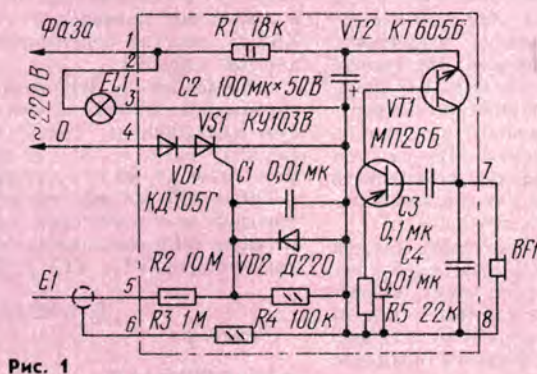 Фаза
1
R1 18к
VT2 КТ605Б
2
EL1
C2 100мк×50В
+
3
≈220В
VS1 КУ103В
VT1
МП26Б
0
4
C1 0,01мк
7
VD1
КД105Г
C3
0,1мк
BF1
VD2 Д220
C4
0,01мк
R2 10М
E1
5
R5 22к
8
6
R3 1М
R4 100к
Рис. 1